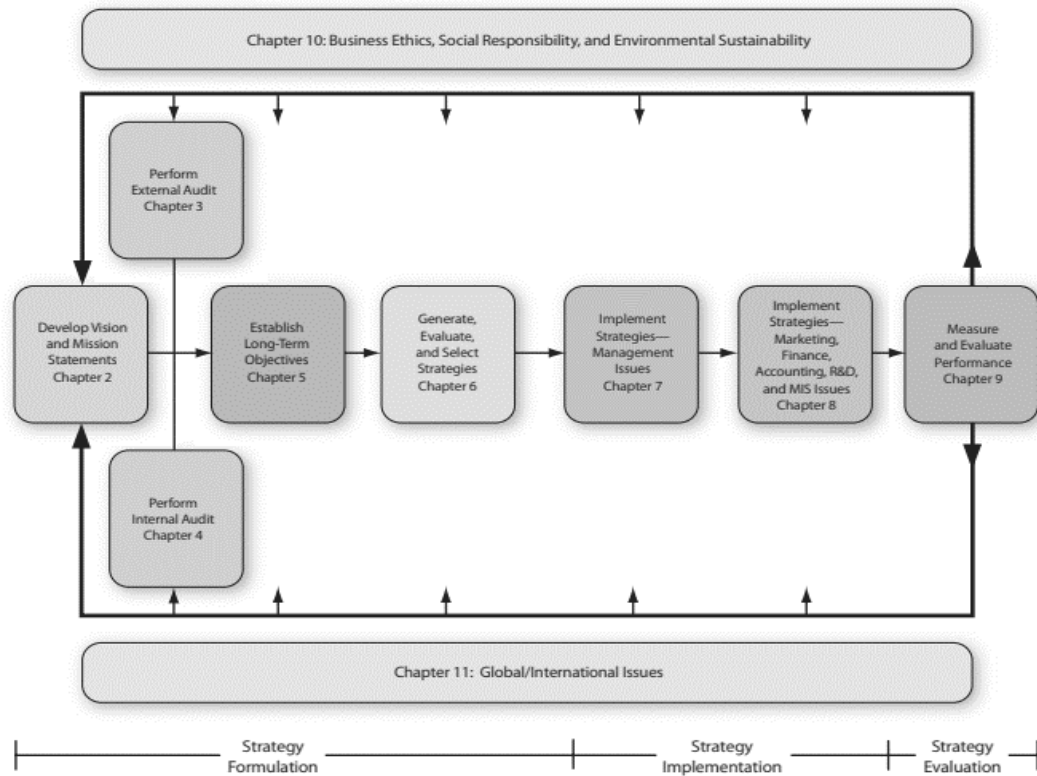 Chapter 10: Business Ethics, Social Responsibility, and Environmental Sustainability
Perform
External Audit
Chapter 3
Develop Vision
and Mission
Statements
Chapter 2
Establish
Long-Term
Objectives
Chapter 5
Generate,
Evaluate,
and Select
Strategies
Chapter 6
Implement
Strategies—
Management
Issues
Chapter 7
Implement
Strategies—
Marketing,
Finance,
Accounting, R&D,
and MIS Issues
Chapter 8
Measure
and Evaluate
Performance
Chapter 9
Perform
Internal Audit
Chapter 4
Chapter 11: Global/International Issues
Strategy
Formulation
Strategy
Implementation
Strategy
Evaluation